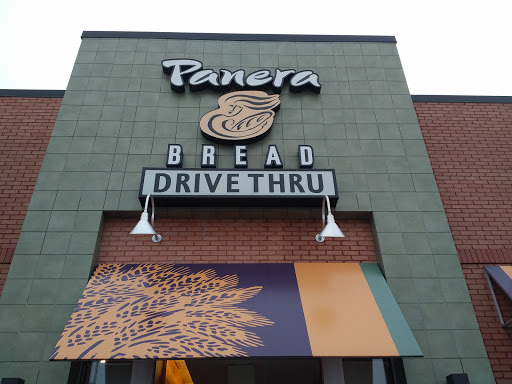 Panera
BREAD
DRIVE THRU